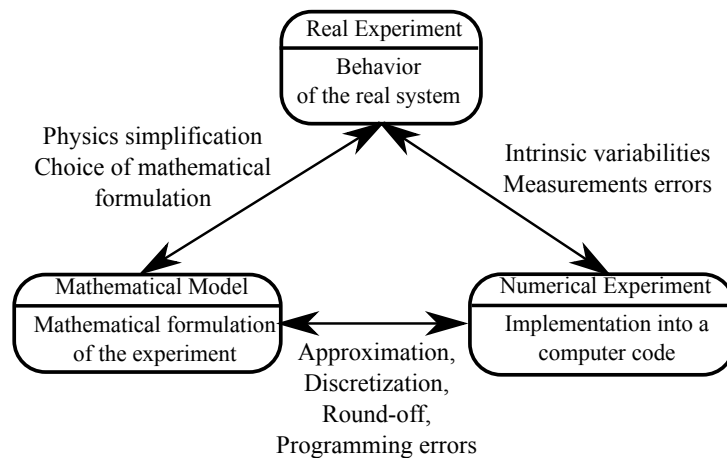 Real Experiment
Behavior
of the real system
Physics simplification
Choice of mathematical
formulation
Intrinsic variabilities
Measurements errors
Mathematical Model
Mathematical formulation
of the experiment
Numerical Experiment
Implementation into a
computer code
Approximation,
Discretization,
Round-off,
Programming errors